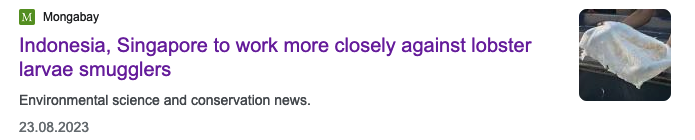 M Mongabay
Indonesia, Singapore to work more closely against lobster
larvae smugglers
Environmental science and conservation news.
23.08.2023